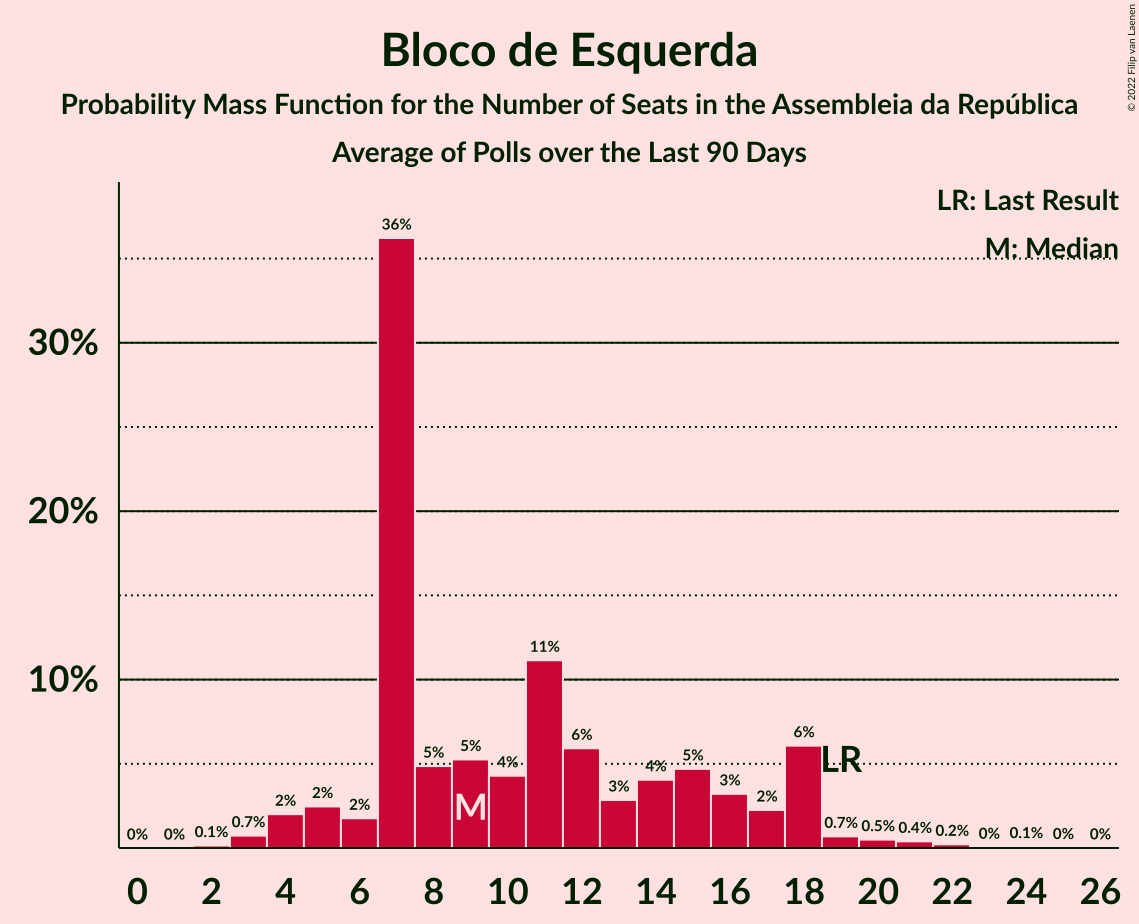 © 2022 Filip van Laenen
Bloco de Esquerda
Probability Mass Function for the Number of Seats in the Assembleia da República
Average of Polls over the Last 90 Days
LR: Last Result
M: Median
30%
20%
10%
0% 0% 0.1% 0.7% 2% 2% 2% 36% 5% 5% 4% 11% 6% 3% 4% 5% 3% 2% 6% 0.7% 0.5% 0.4% 0.2% 0% 0.1% 0% 0%
M
LR
0 2 4 6 8 10 12 14 16 18 20 22 24 26